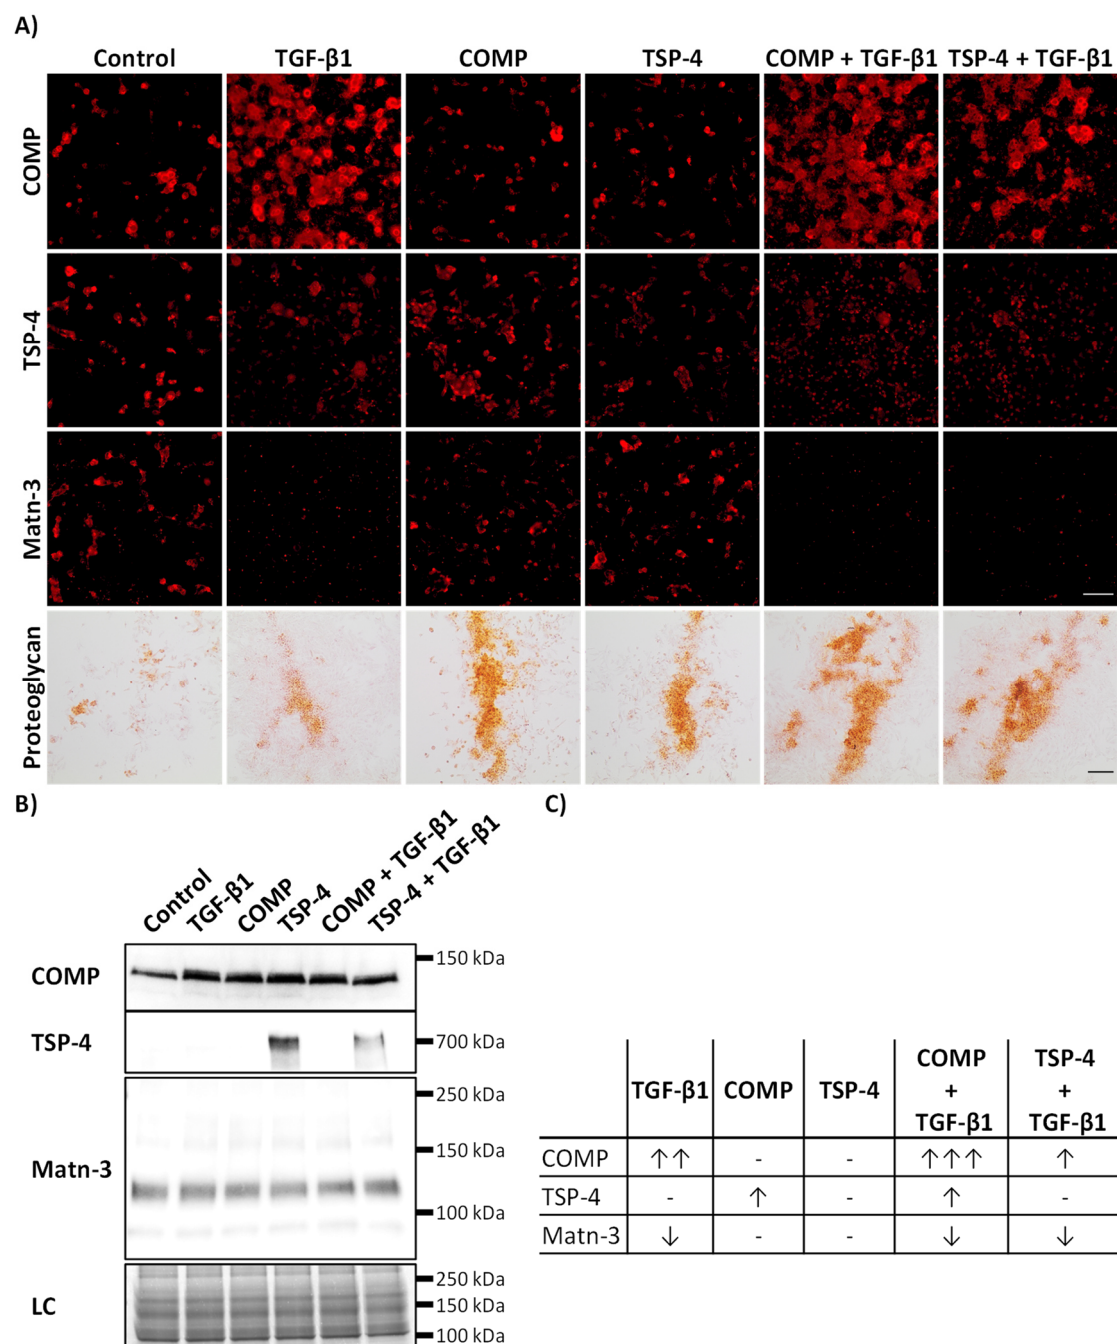 A)
Control TGF-β1 COMP TSP-4 COMP + TGF-β1 TSP-4 + TGF-β1
COMP
TSP-4
Matn-3
Proteoglycan
B)
Control TGF-β1 COMP TSP-4 COMP + TGF-β1 TSP-4 + TGF-β1
COMP 150 kDa
TSP-4 700 kDa
250 kDa
150 kDa
Matn-3
100 kDa
250 kDa
LC 150 kDa
100 kDa
C)
COMP TSP-4
TGF-β1 COMP TSP-4 + +
TGF-β1 TGF-β1
COMP ↑↑ - - ↑↑↑ ↑
TSP-4 - ↑ - ↑ -
Matn-3 ↓ - - ↓ ↓